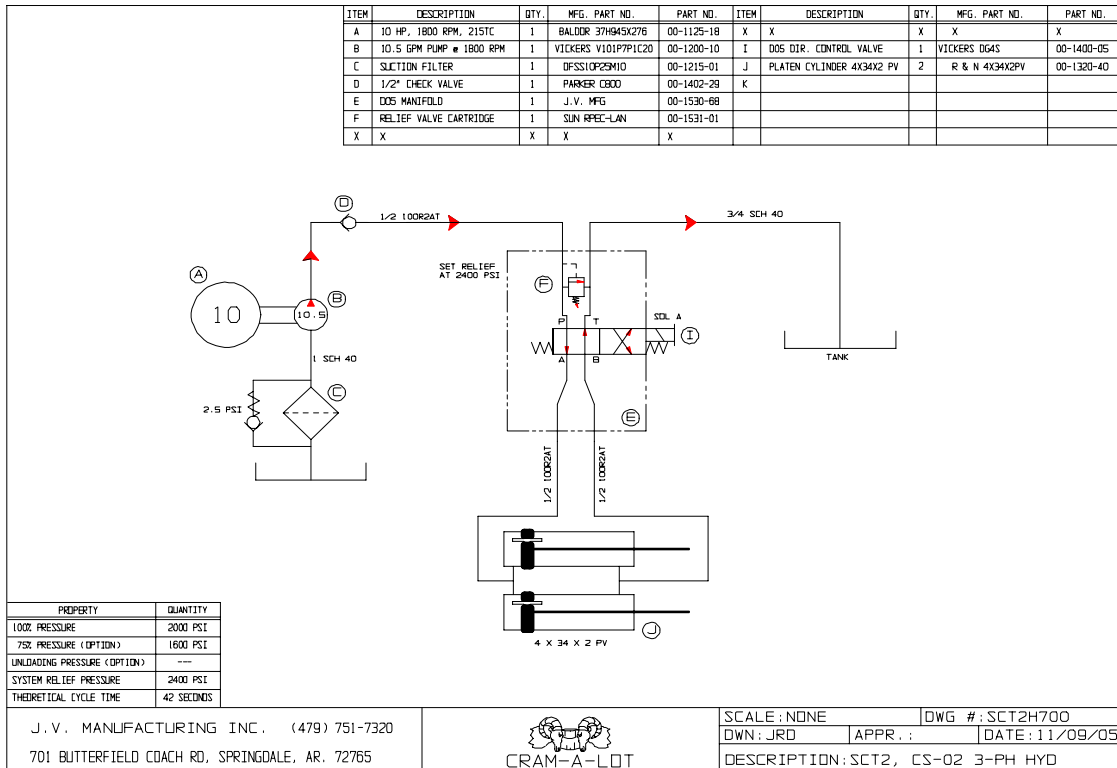 ITEM DESCRIPTION QTY. MFG. PART NO. PART NO. ITEM DESCRIPTION QTY. MFG. PART NO. PART NO.
A 10 HP, 1800 RPM, 215TC 1 BALDOR 37H945X276 00-1125-18 X X X X X
B 10.5 GPM PUMP @ 1800 RPM 1 VICKERS V101P7P1C20 00-1200-10 I D05 DIR. CONTROL VALVE 1 VICKERS DG4S 00-1400-05
C SUCTION FILTER 1 OFSS10P25M10 00-1215-01 J PLATEN CYLINDER 4X34X2 PV 2 R & N 4X34X2PV 00-1320-40
D 1/2" CHECK VALVE 1 PARKER C800 00-1402-29 K
E D05 MANIFOLD 1 J.V. MFG 00-1530-68
F RELIEF VALVE CARTRIDGE 1 SUN RPEC-LAN 00-1531-01
X X X X X
D
1/2 100R2AT
3/4 SCH 40
SET RELIEF
AT 2400 PSI
A
F
B
10
10.5
P T
SOL A
I
A B
1 SCH 40
TANK
C
2.5 PSI
E
1/2 100R2AT
1/2 100R2AT
J
4 X 34 X 2 PV
PROPERTY QUANTITY
100% PRESSURE 2000 PSI
75% PRESSURE (OPTION) 1600 PSI
UNLOADING PRESSURE (OPTION) ---
SYSTEM RELIEF PRESSURE 2400 PSI
THEORETICAL CYCLE TIME 42 SECONDS
J.V. MANUFACTURING INC. (479) 751-7320
701 BUTTERFIELD COACH RD, SPRINGDALE, AR. 72765
CRAM-A-LOT
SCALE:NONE DWG #:SCT2H700
DWN:JRD APPR.: DATE:11/09/05
DESCRIPTION:SCT2, CS-02 3-PH HYD